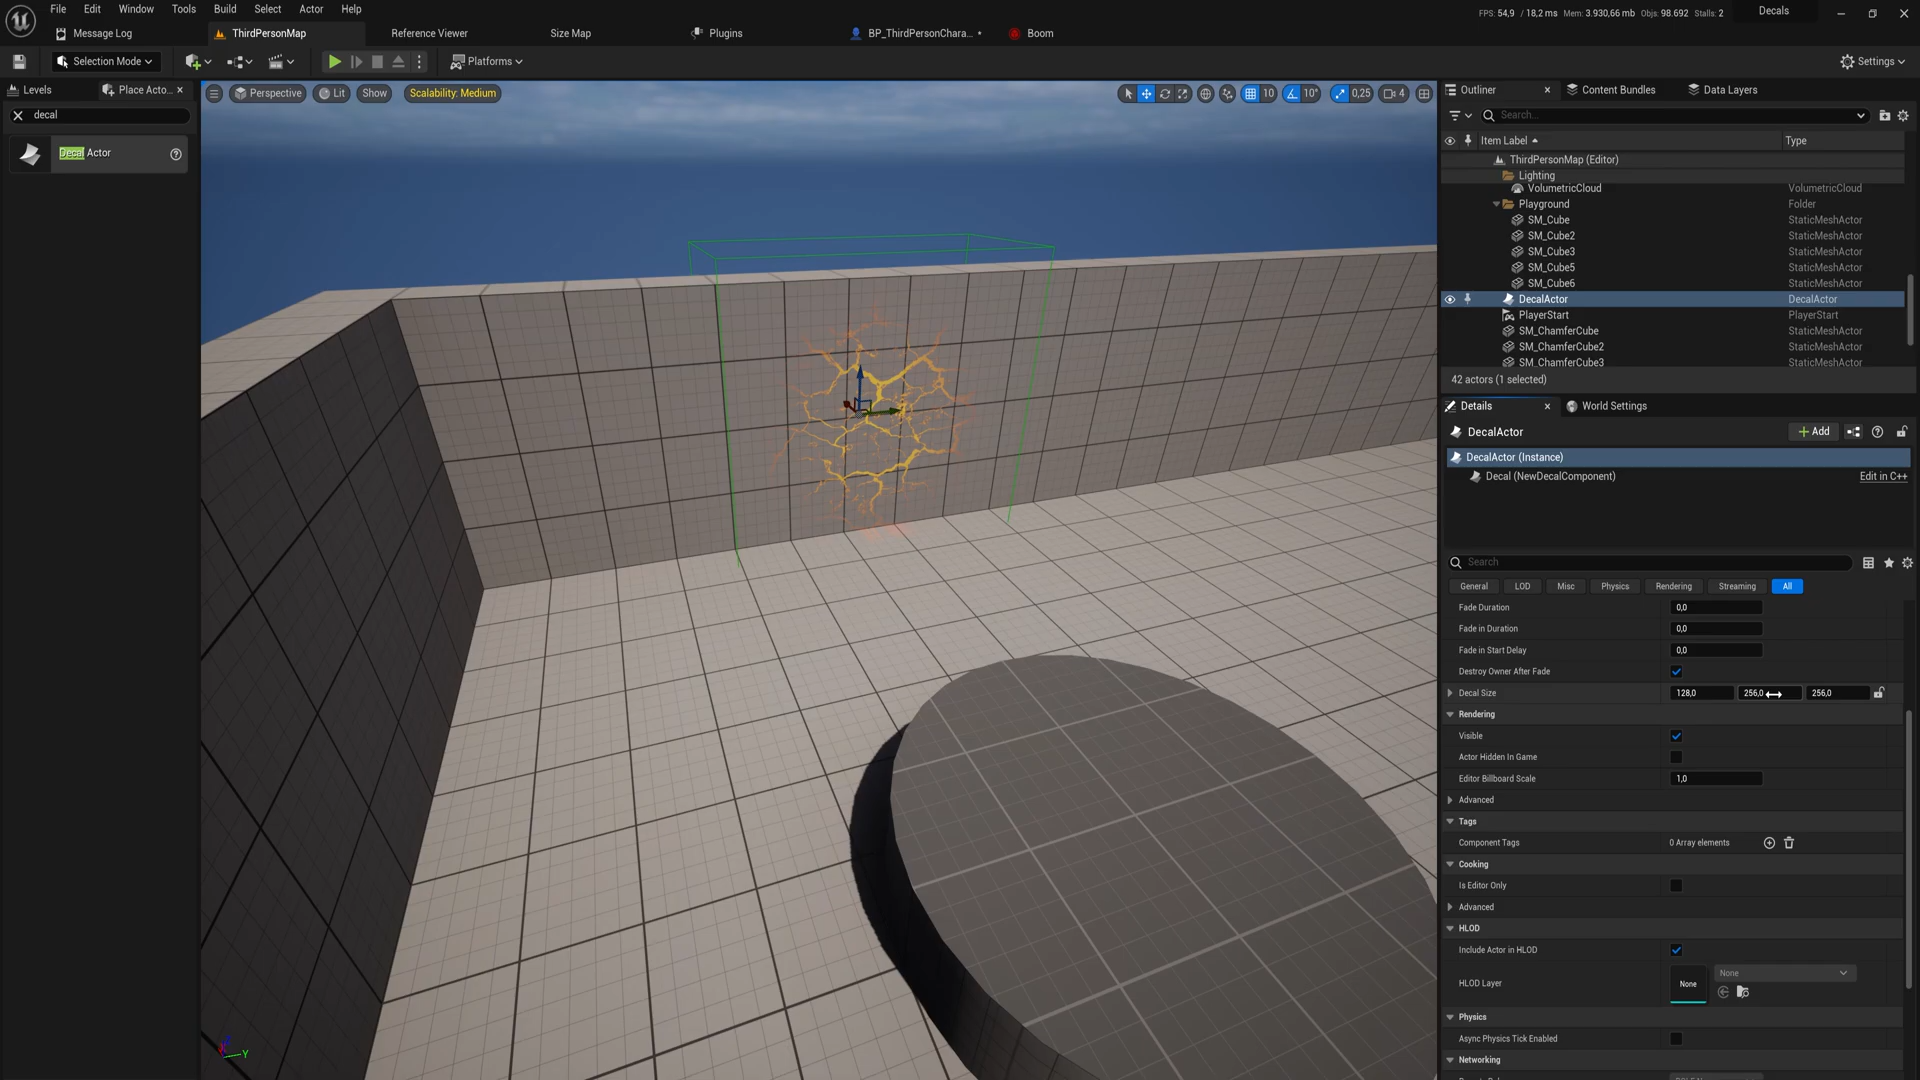 File Edit Window Tools Build Select Actor Help
FPS: 54,9 / 18,2 ms Mem: 3.930,66 mb Objs: 98.692 Stalls: 2
Decals
Message Log
ThirdPersonMap
Reference Viewer
Size Map
Plugins
BP_ThirdPersonChara... •
Boom
Selection Mode
Platforms
Settings
Levels
Place Acto...
decal
Decal Actor
Perspective
Lit
Show
Scalability: Medium
10
10°
0,25
4
Outliner
Content Bundles
Data Layers
Search...
Item Label
Type
ThirdPersonMap (Editor)
Lighting
VolumetricCloud VolumetricCloud
Playground Folder
SM_Cube StaticMeshActor
SM_Cube2 StaticMeshActor
SM_Cube3 StaticMeshActor
SM_Cube5 StaticMeshActor
SM_Cube6 StaticMeshActor
DecalActor DecalActor
PlayerStart PlayerStart
SM_ChamferCube StaticMeshActor
SM_ChamferCube2 StaticMeshActor
SM_ChamferCube3 StaticMeshActor
42 actors (1 selected)
Details
World Settings
DecalActor
+ Add
DecalActor (Instance)
Decal (NewDecalComponent) Edit in C++
Search
General LOD Misc Physics Rendering Streaming All
Fade Duration 0,0
Fade in Duration 0,0
Fade in Start Delay 0,0
Destroy Owner After Fade
Decal Size 128,0 256,0 256,0
Rendering
Visible
Actor Hidden In Game
Editor Billboard Scale 1,0
Advanced
Tags
Component Tags 0 Array elements
Cooking
Is Editor Only
Advanced
HLOD
Include Actor in HLOD
HLOD Layer None None
Physics
Async Physics Tick Enabled
Networking
Y